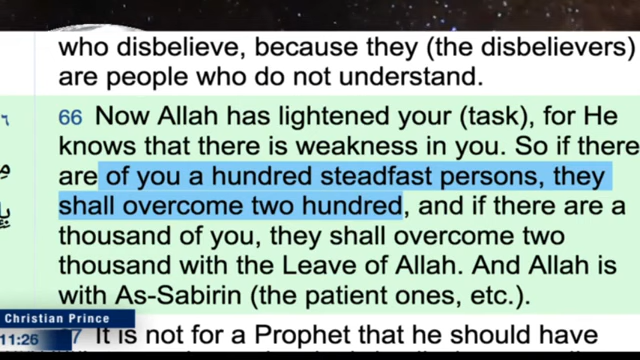 who disbelieve, because they (the disbelievers)
are people who do not understand.
66 Now Allah has lightened your (task), for He
knows that there is weakness in you. So if there
are of you a hundred steadfast persons, they
shall overcome two hundred, and if there are a
thousand of you, they shall overcome two
thousand with the Leave of Allah. And Allah is
with As-Sabirin (the patient ones, etc.).
7 It is not for a Prophet that he should have
Christian Prince
11:26